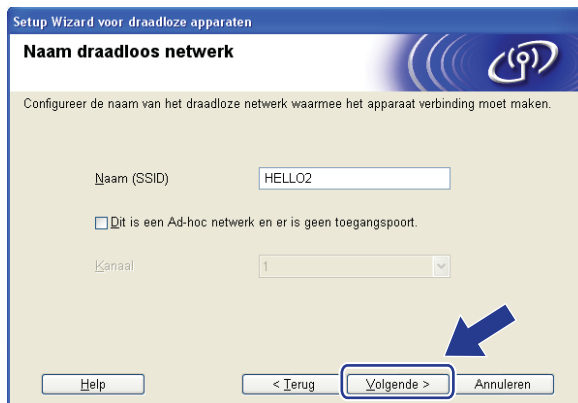 Setup Wizard voor draadloze apparaten
Naam draadloos netwerk
Configureer de naam van het draadloze netwerk waarmee het apparaat verbinding moet maken.
Naam (SSID) HELLO2
Dit is een Ad-hoc netwerk en er is geen toegangspoort.
Kanaal 1
Help < Terug Volgende > Annuleren